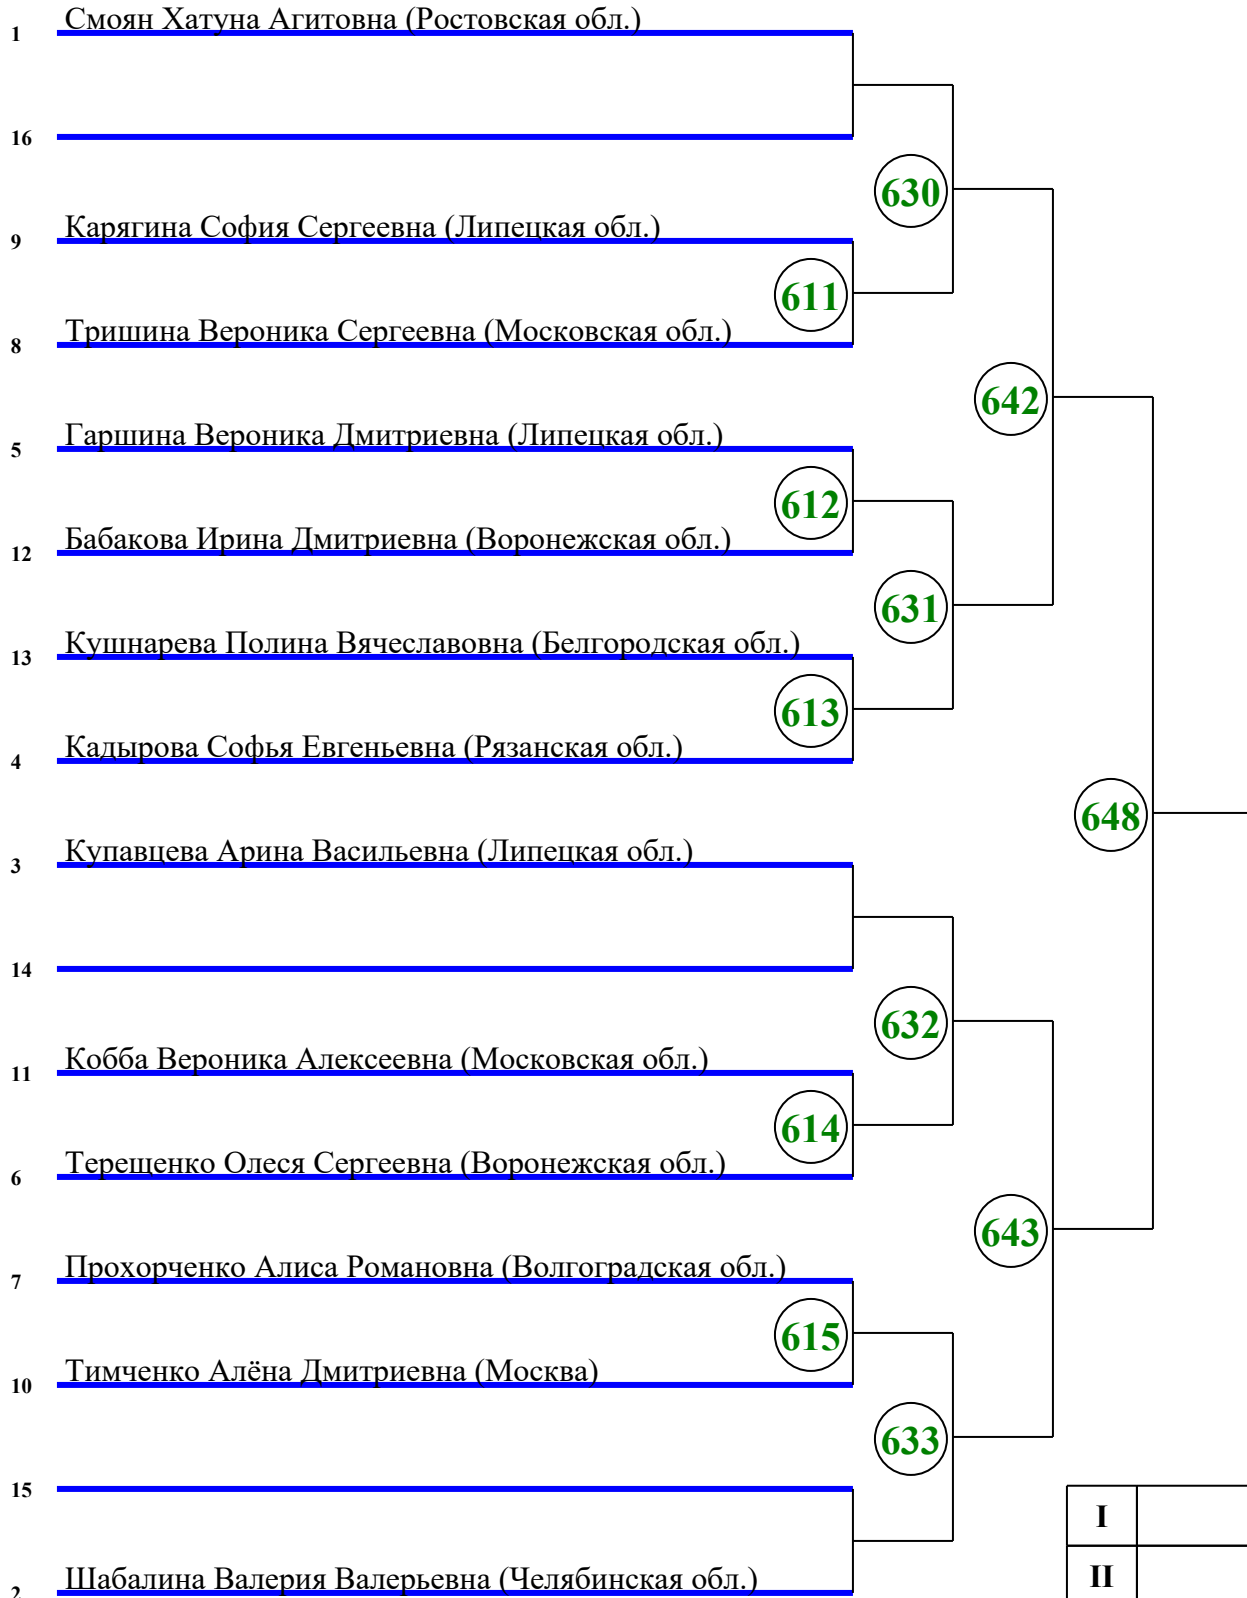 1 Смоян Хатуна Агитовна (Ростовская обл.)
16
630
9 Карягина София Сергеевна (Липецкая обл.)
611
8 Тришина Вероника Сергеевна (Московская обл.)
642
5 Гаршина Вероника Дмитриевна (Липецкая обл.)
612
12 Бабакова Ирина Дмитриевна (Воронежская обл.)
631
13 Кушнарева Полина Вячеславовна (Белгородская обл.)
613
4 Кадырова Софья Евгеньевна (Рязанская обл.)
648
3 Купавцева Арина Васильевна (Липецкая обл.)
14
632
11 Кобба Вероника Алексеевна (Московская обл.)
614
6 Терещенко Олеся Сергеевна (Воронежская обл.)
643
7 Прохорченко Алиса Романовна (Волгоградская обл.)
615
10 Тимченко Алёна Дмитриевна (Москва)
633
15
I
II
2 Шабалина Валерия Валерьевна (Челябинская обл.)